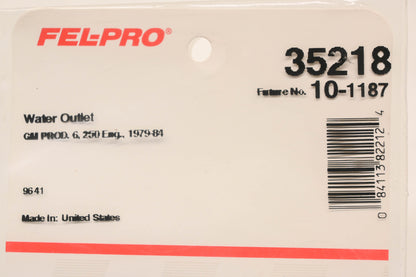 FEL-PRO®
35218
Future No. 10-1187
Water Outlet
GM PROD. 6, 250 Eng., 1979-84
9641
Made In: United States
0 84113 82212 4